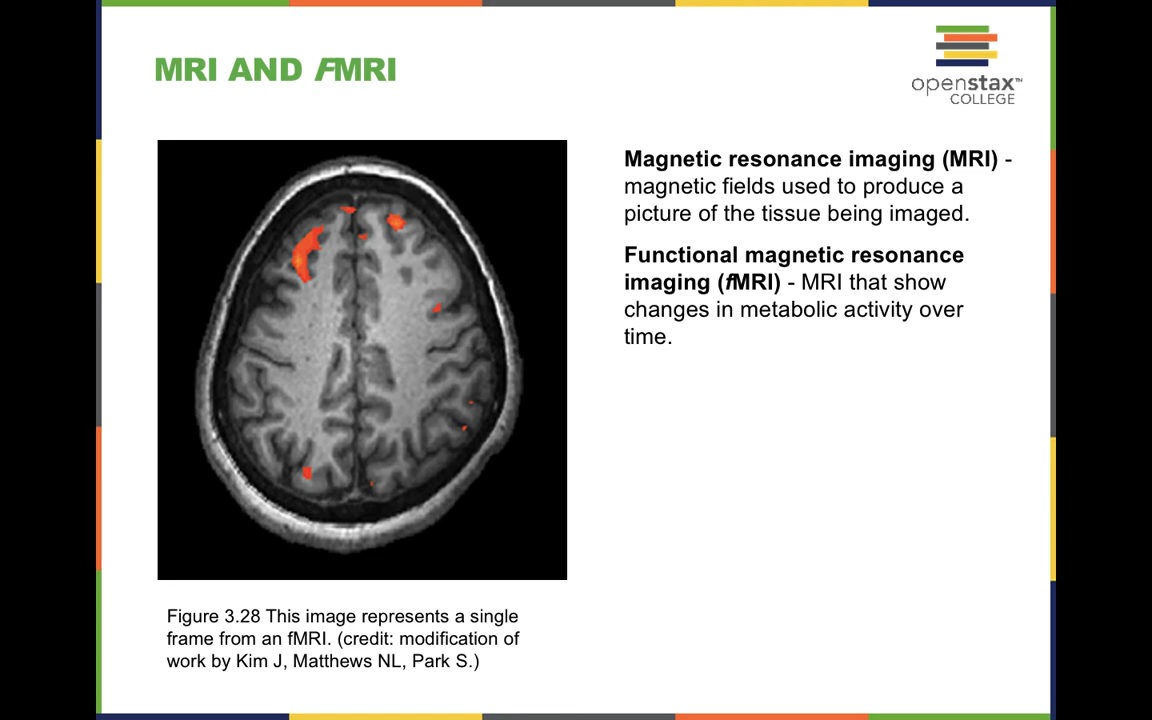 MRI AND FMRI
openstax™
COLLEGE
Magnetic resonance imaging (MRI) -
magnetic fields used to produce a
picture of the tissue being imaged.
Functional magnetic resonance
imaging (fMRI) - MRI that show
changes in metabolic activity over
time.
Figure 3.28 This image represents a single
frame from an fMRI. (credit: modification of
work by Kim J, Matthews NL, Park S.)